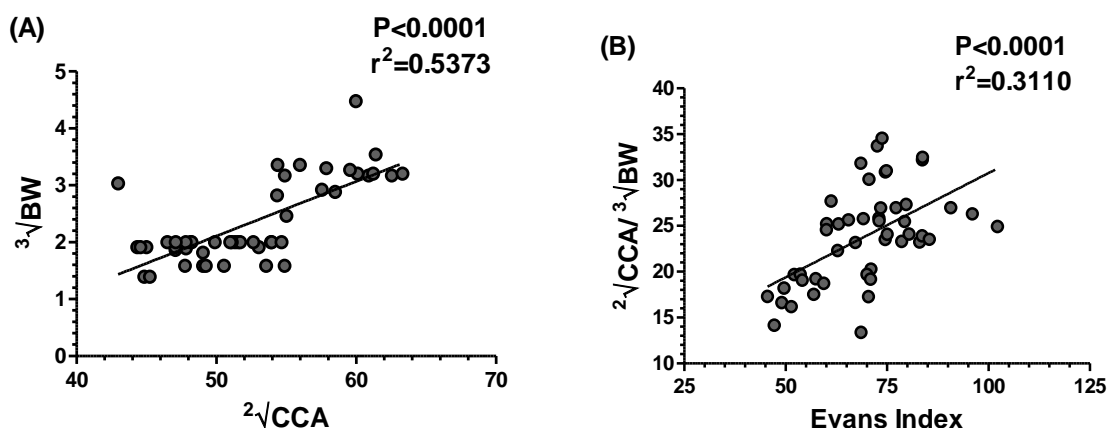 (A)
P<0.0001
r²=0.5373
³√BW
5
4
3
2
1
0
40 50 60 70
²√CCA
(B)
P<0.0001
r²=0.3110
²√CCA/³√BW
40
35
30
25
20
15
10
25 50 75 100 125
Evans Index